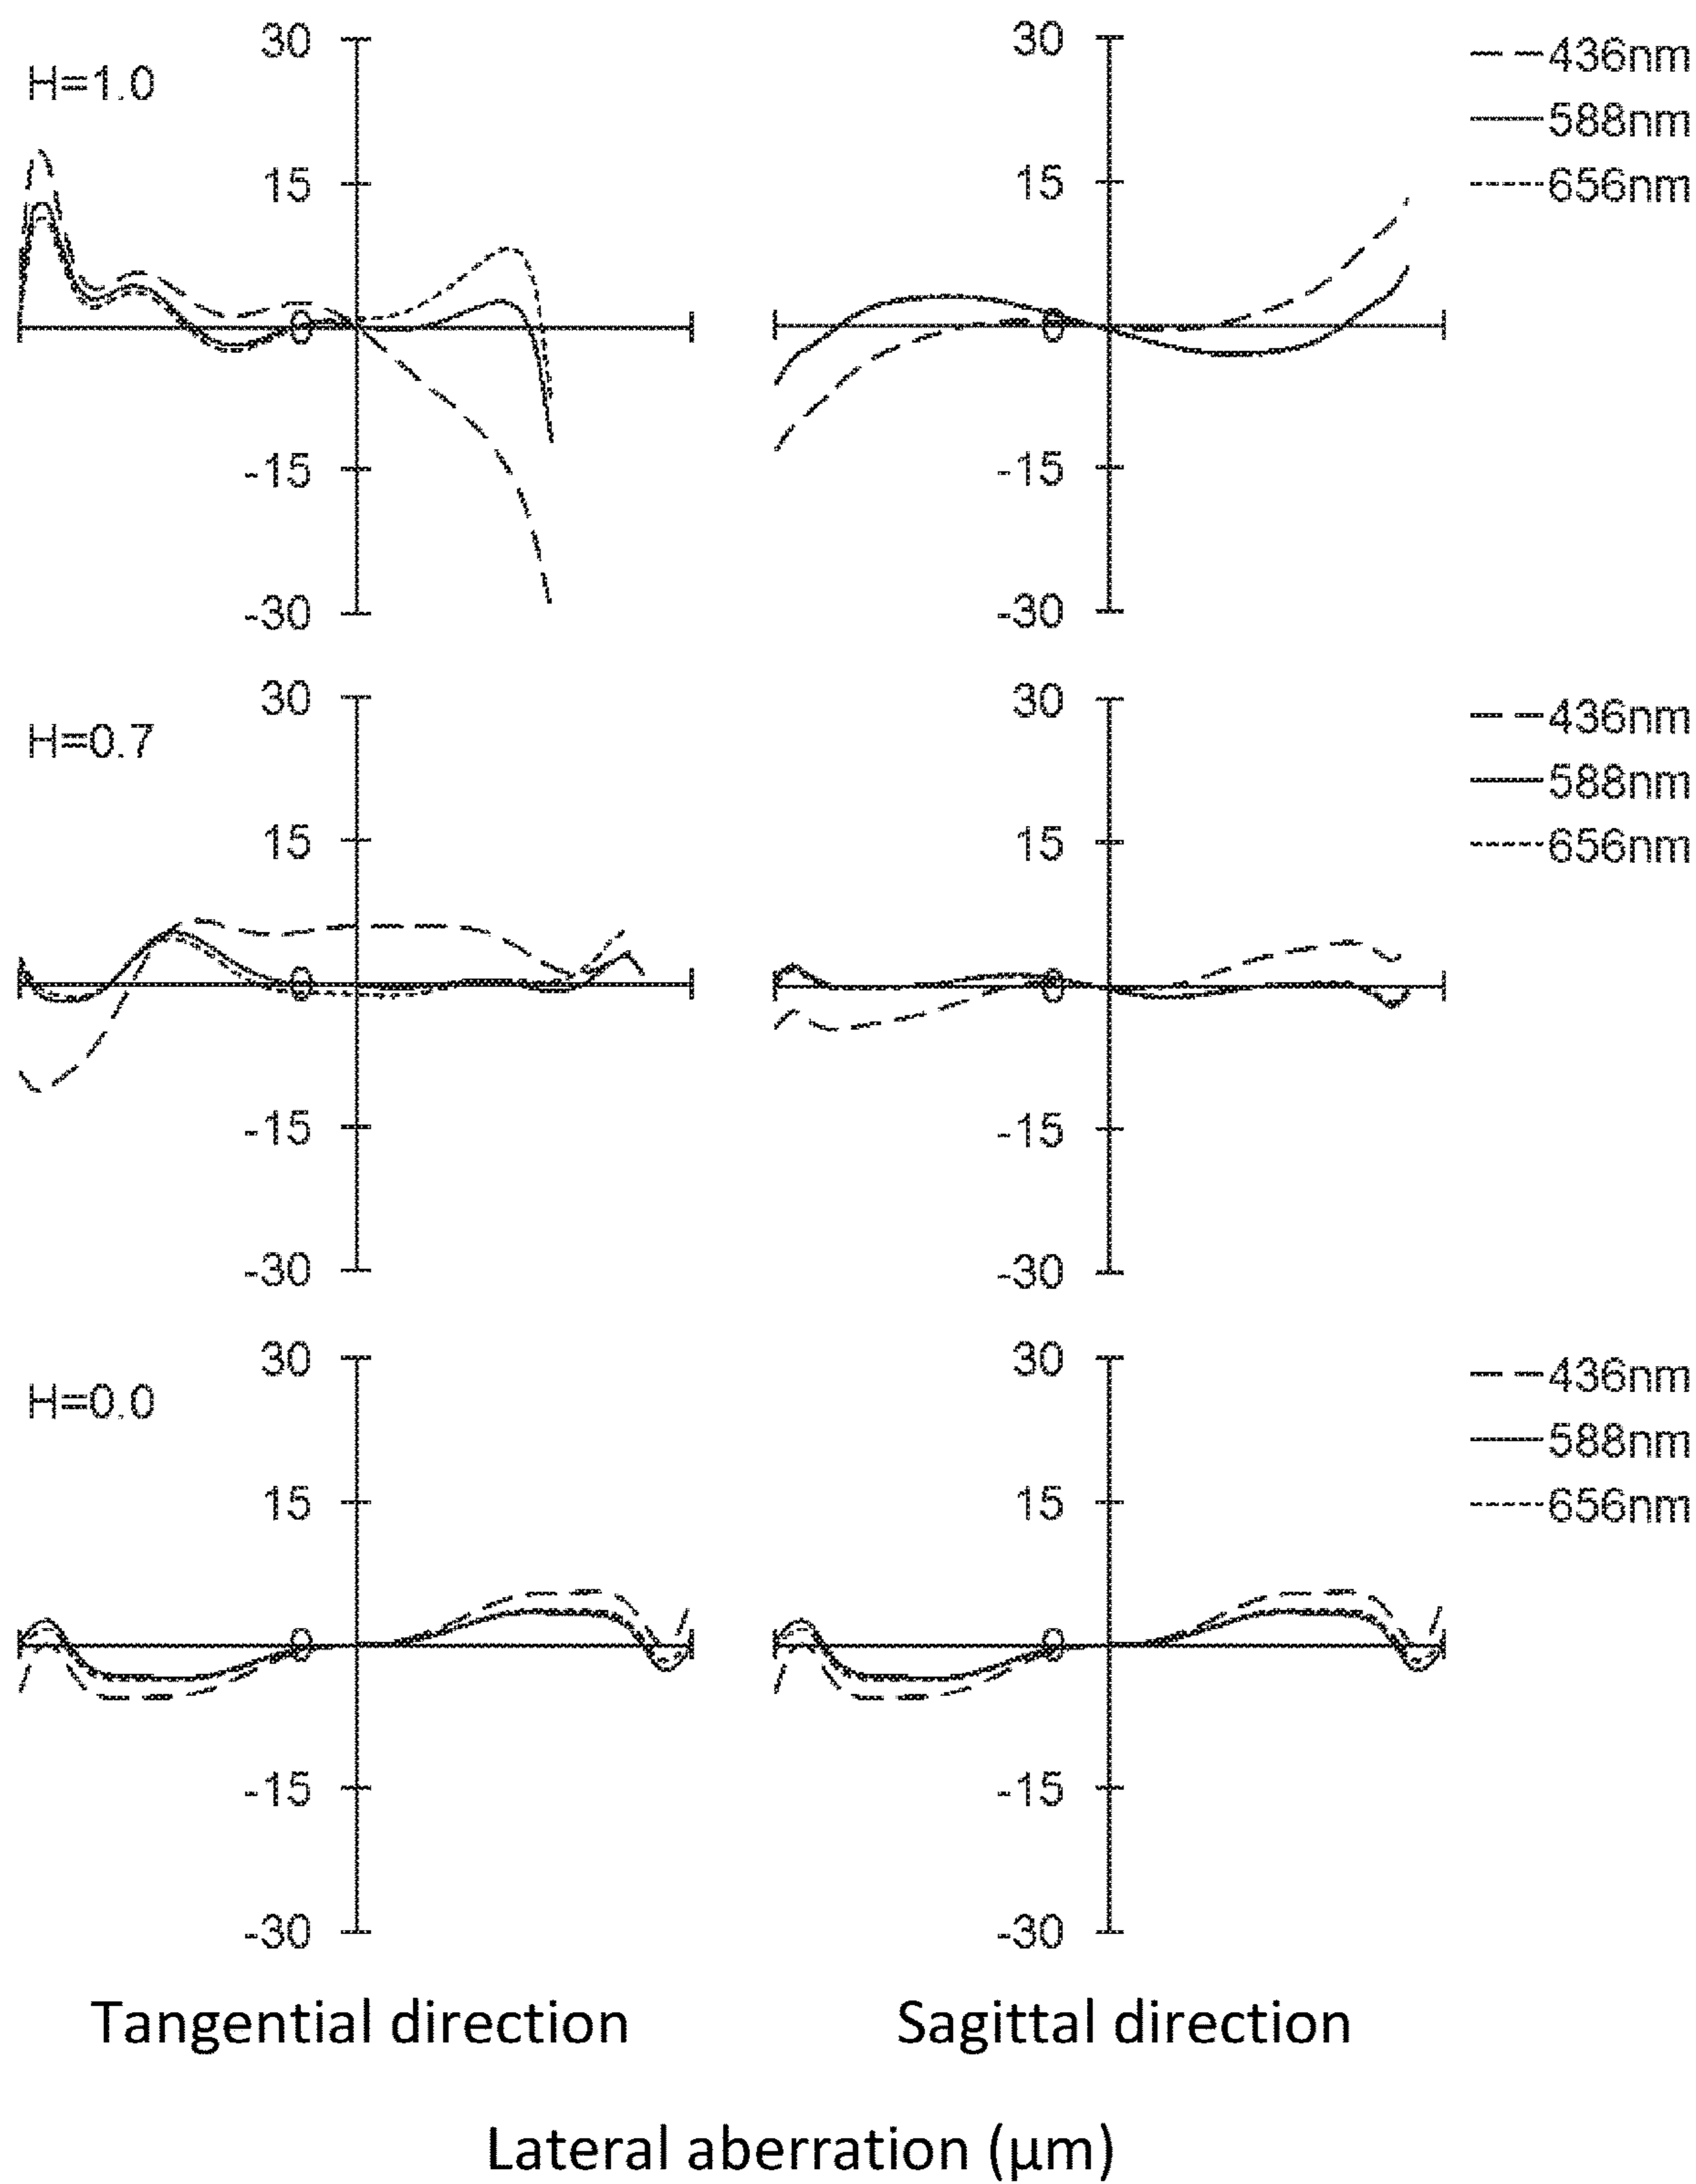 H=1.0
30
15
0
-15
-30
30
15
0
-15
-30
436nm
588nm
656nm
H=0.7
30
15
0
-15
-30
30
15
0
-15
-30
436nm
588nm
656nm
H=0.0
30
15
0
-15
-30
30
15
0
-15
-30
436nm
588nm
656nm
Tangential direction
Sagittal direction
Lateral aberration (μm)